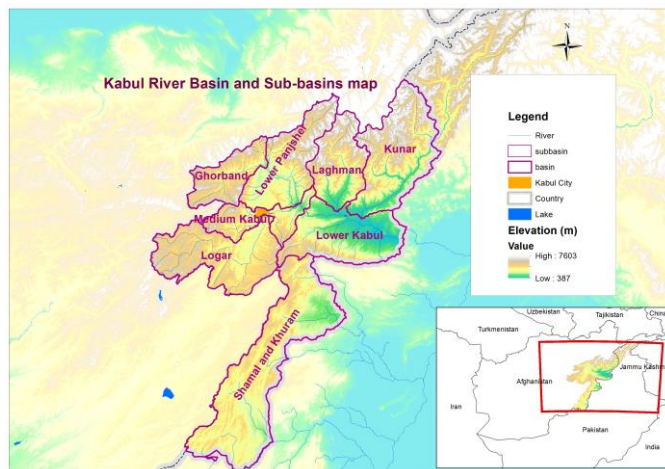 Kabul River Basin and Sub-basins map
N
Ghorband
Lower Panjsher
Laghman
Kunar
Medium Kabul
Lower Kabul
Logar
Shamal and Khuram
Legend
River
subbasin
basin
Kabul City
Country
Lake
Elevation (m)
Value
High : 7603
Low : 387
Uzbekistan
Tajikistan
China
Turkmenistan
Jammu Kashm
Afghanistan
Iran
Pakistan
India